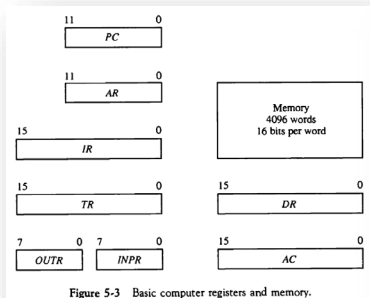 11 0
PC
11 0
AR
Memory
4096 words
16 bits per word
15 0
IR
15 0
TR
15 0
DR
7 0
OUTR
7 0
INPR
15 0
AC
Figure 5-3 Basic computer registers and memory.